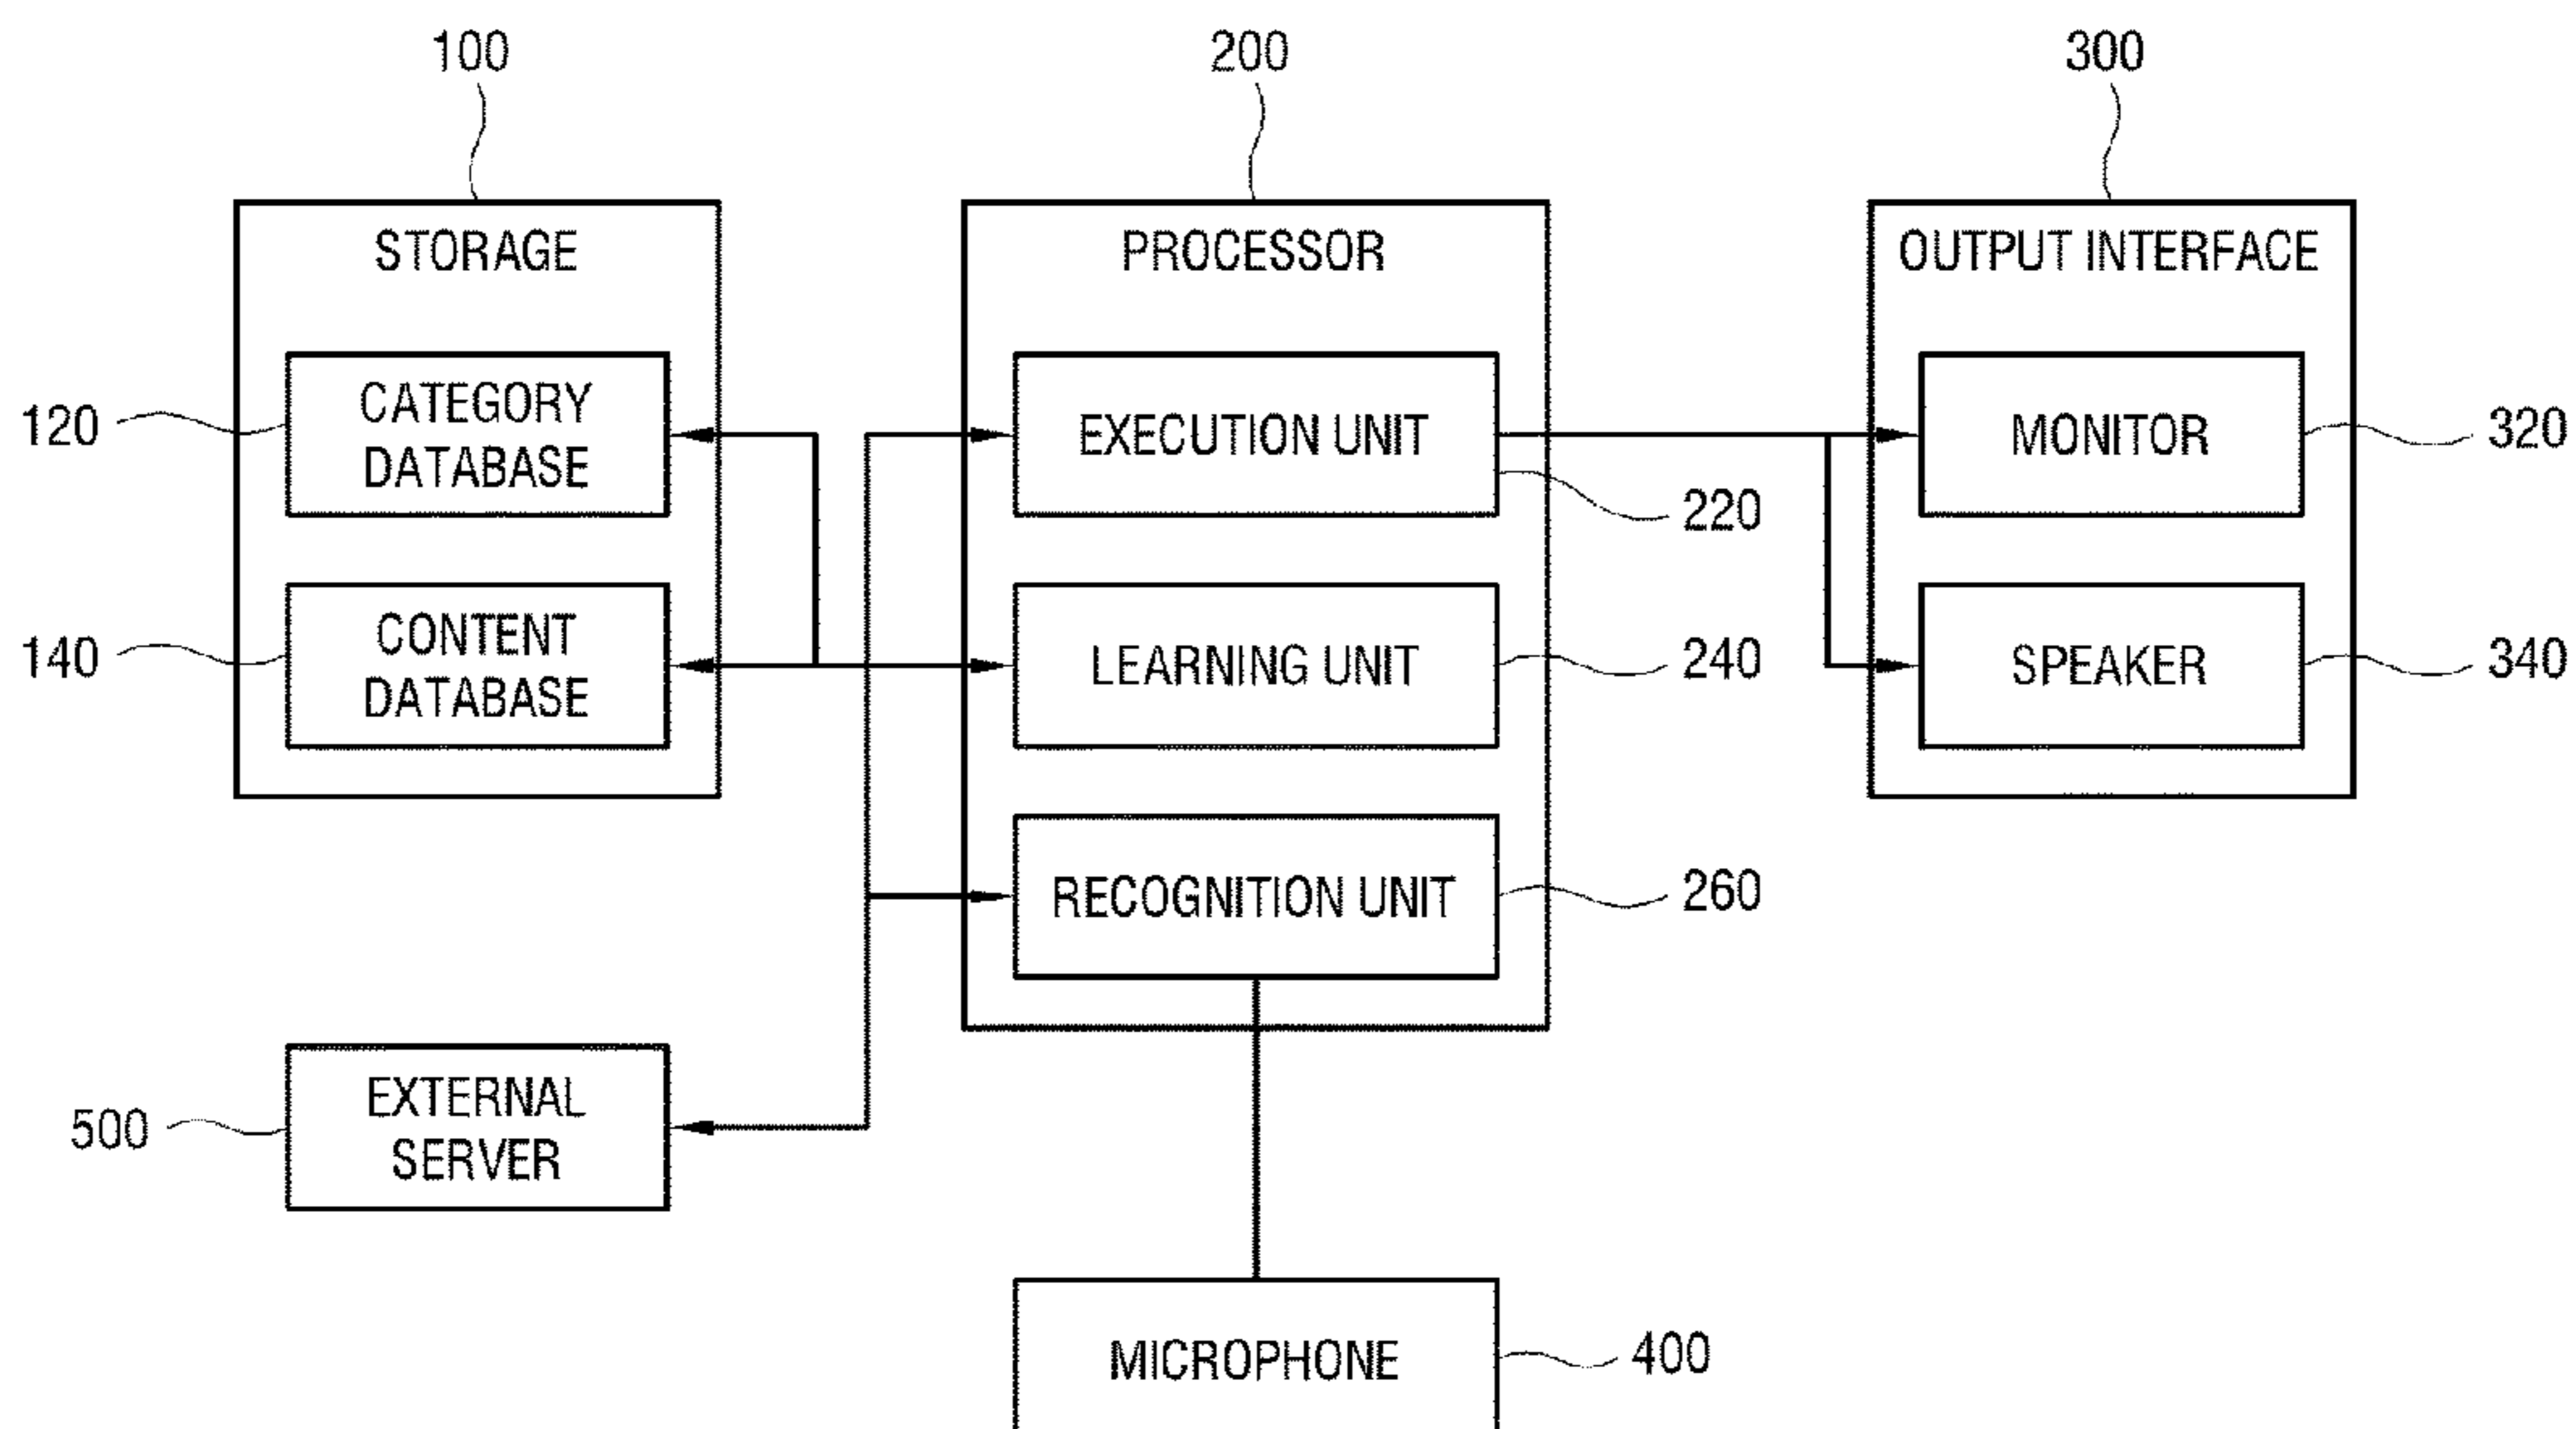 100
200
300
STORAGE
PROCESSOR
OUTPUT INTERFACE
120
CATEGORY
DATABASE
EXECUTION UNIT
220
MONITOR
320
140
CONTENT
DATABASE
LEARNING UNIT
240
SPEAKER
340
RECOGNITION UNIT
260
500
EXTERNAL
SERVER
MICROPHONE
400